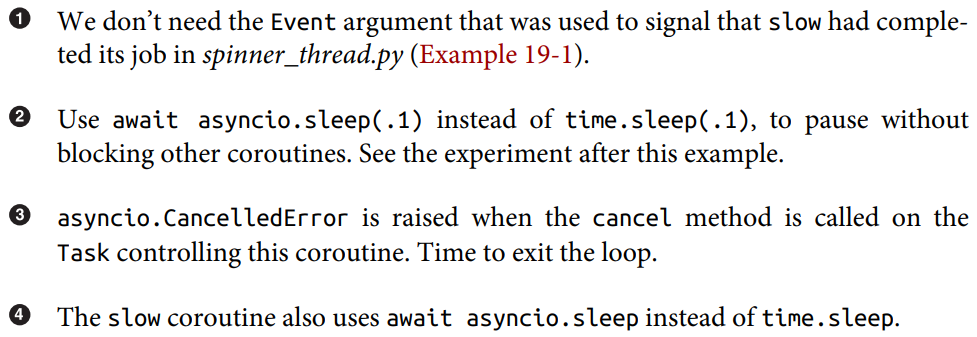 ❶ We don’t need the Event argument that was used to signal that slow had comple‐
ted its job in spinner_thread.py (Example 19-1).
❷ Use await asyncio.sleep(.1) instead of time.sleep(.1), to pause without
blocking other coroutines. See the experiment after this example.
❸ asyncio.CancelledError is raised when the cancel method is called on the
Task controlling this coroutine. Time to exit the loop.
❹ The slow coroutine also uses await asyncio.sleep instead of time.sleep.